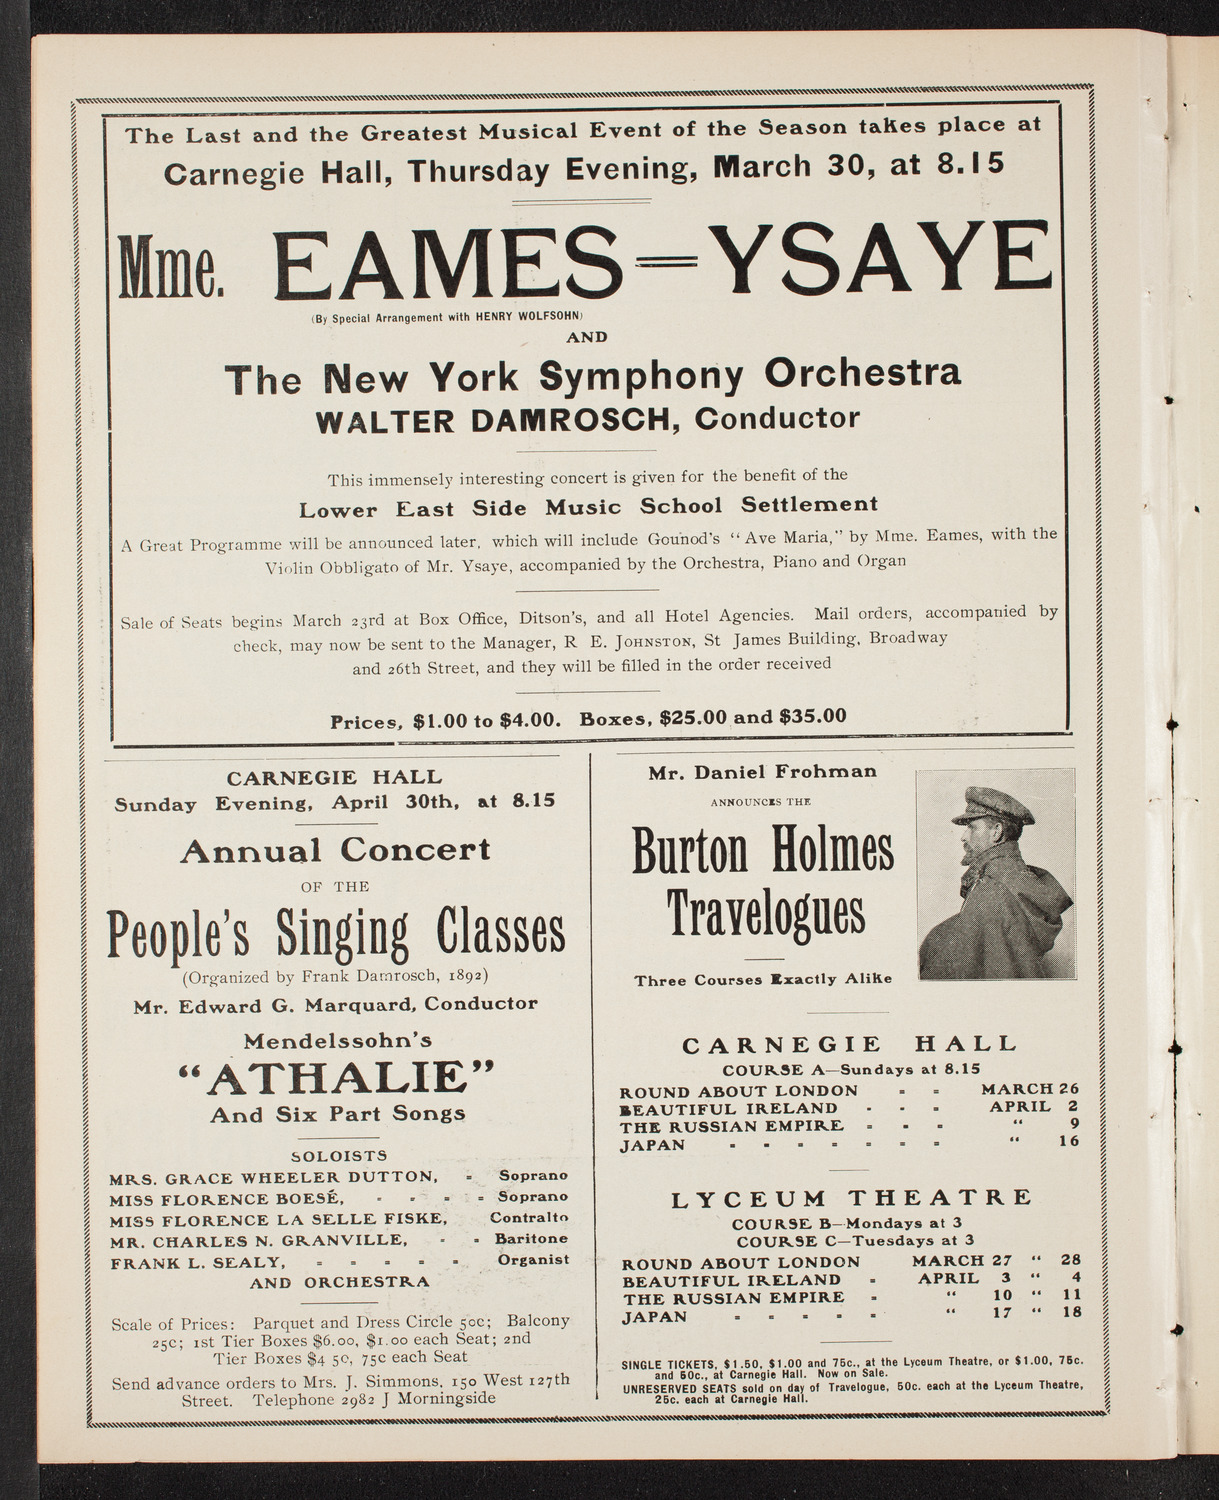 The Last and the Greatest Musical Event of the Season takes place at
Carnegie Hall, Thursday Evening, March 30, at 8.15
Mme. EAMES=YSAYE
(By Special Arrangement with HENRY WOLFSOHN)
AND
The New York Symphony Orchestra
WALTER DAMROSCH, Conductor
This immensely interesting concert is given for the benefit of the
Lower East Side Music School Settlement
A Great Programme will be announced later, which will include Gounod's "Ave Maria," by Mme. Eames, with the
Violin Obbligato of Mr. Ysaye, accompanied by the Orchestra, Piano and Organ
Sale of Seats begins March 23rd at Box Office, Ditson's, and all Hotel Agencies. Mail orders, accompanied by
check, may now be sent to the Manager, R E. JOHNSTON, St James Building, Broadway
and 26th Street, and they will be filled in the order received
Prices, $1.00 to $4.00. Boxes, $25.00 and $35.00
CARNEGIE HALL
Sunday Evening, April 30th, at 8.15
Annual Concert
OF THE
People's Singing Classes
(Organized by Frank Damrosch, 1892)
Mr. Edward G. Marquard, Conductor
Mendelssohn's
"ATHALIE"
And Six Part Songs
SOLOISTS
MRS. GRACE WHEELER DUTTON, - Soprano
MISS FLORENCE BOESÉ, - - - - Soprano
MISS FLORENCE LA SELLE FISKE, Contralto
MR. CHARLES N. GRANVILLE, - - Baritone
FRANK L. SEALY, - - - - - Organist
AND ORCHESTRA
Scale of Prices: Parquet and Dress Circle 50c; Balcony
25c; 1st Tier Boxes $6.00, $1.00 each Seat; 2nd
Tier Boxes $4 50, 75c each Seat
Send advance orders to Mrs. J. Simmons, 150 West 127th
Street. Telephone 2982 J Morningside
Mr. Daniel Frohman
ANNOUNCES THE
Burton Holmes
Travelogues
Three Courses Exactly Alike
CARNEGIE HALL
COURSE A—Sundays at 8.15
ROUND ABOUT LONDON - - MARCH 26
BEAUTIFUL IRELAND - - - APRIL 2
THE RUSSIAN EMPIRE - - - " 9
JAPAN - - - - - - - " 16
LYCEUM THEATRE
COURSE B—Mondays at 3
COURSE C—Tuesdays at 3
ROUND ABOUT LONDON MARCH 27 " 28
BEAUTIFUL IRELAND - APRIL 3 " 4
THE RUSSIAN EMPIRE - " 10 " 11
JAPAN - - - - - " 17 " 18
SINGLE TICKETS, $1.50, $1.00 and 75c., at the Lyceum Theatre, or $1.00, 75c.
and 50c., at Carnegie Hall. Now on Sale.
UNRESERVED SEATS sold on day of Travelogue, 50c. each at the Lyceum Theatre,
25c. each at Carnegie Hall.